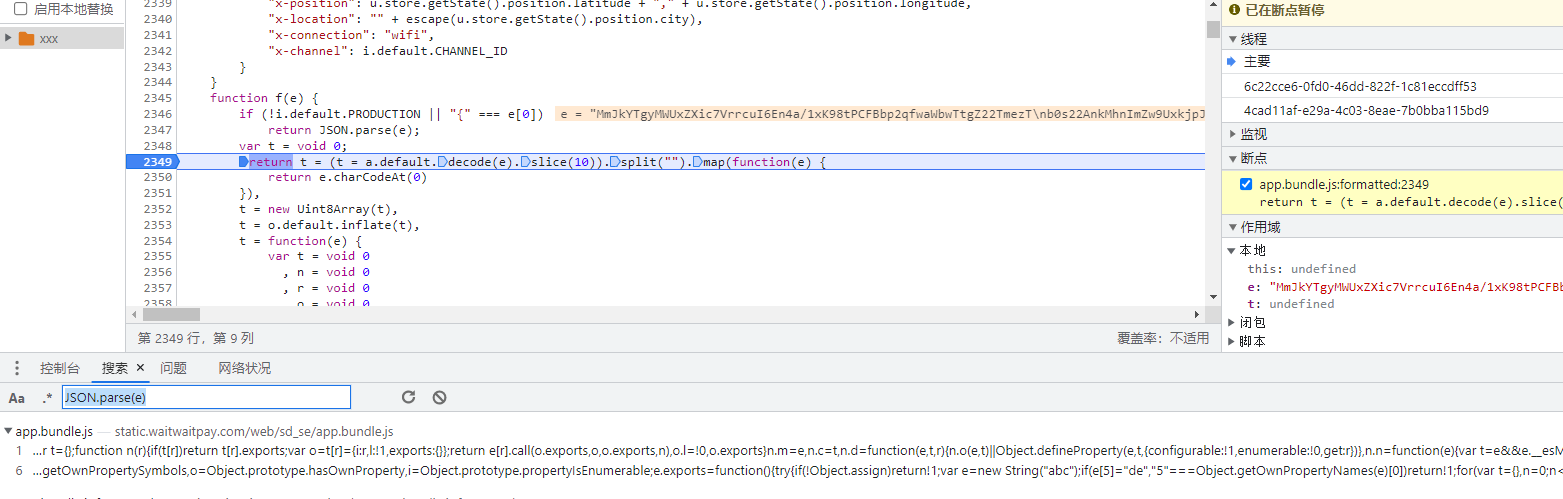 启用本地替换
xxx
2339 "x-position": u.store.getState().position.latitude + "," + u.store.getState().position.longitude,
2340 "x-location": "" + escape(u.store.getState().position.city),
2341 "x-connection": "wifi",
2342 "x-channel": i.default.CHANNEL_ID
2343 }
2344 }
2345 function f(e) {
2346 if (!i.default.PRODUCTION || "{" === e[0]) e = "MmJkYTgyMWUxZXic7VrrcuI6En4a/1xK98tPCFBbp2qfwaWbwTtgZ22TmezT\nb0s22AnkMhnImZw9UxkjpJ
2347 return JSON.parse(e);
2348 var t = void 0;
2349 return t = (t = a.default.decode(e).slice(10)).split("").map(function(e) {
2350 return e.charCodeAt(0)
2351 }),
2352 t = new Uint8Array(t),
2353 t = o.default.inflate(t),
2354 t = function(e) {
2355 var t = void 0
2356 , n = void 0
2357 , r = void 0
2358 , o = void 0
第 2349 行，第 9 列
覆盖率：不适用
已在断点暂停
线程
主要
6c22cce6-0fd0-46dd-822f-1c81eccdff53
4cad11af-e29a-4c03-8eae-7b0bba115bd9
监视
断点
app.bundle.js:formatted:2349
return t = (t = a.default.decode(e).slice(
作用域
本地
this: undefined
e: "MmJkYTgyMWUxZXic7VrrcuI6En4a/1xK98tPCFBb
t: undefined
闭包
脚本
控制台 搜索 × 问题 网络状况
Aa .* JSON.parse(e)
app.bundle.js — static.waitwaitpay.com/web/sd_se/app.bundle.js
1 ...r t={};function n(r){if(t[r])return t[r].exports;var o=t[r]={i:r,l:!1,exports:{}};return e[r].call(o.exports,o,o.exports,n),o.l=!0,o.exports}n.m=e,n.c=t,n.d=function(e,t,r){n.o(e,t)||Object.defineProperty(e,t,{configurable:!1,enumerable:!0,get:r})},n.n=function(e){var t=e&&e.__esM
6 ...getOwnPropertySymbols,o=Object.prototype.hasOwnProperty,i=Object.prototype.propertyIsEnumerable;e.exports=function(){try{if(!Object.assign)return!1;var e=new String("abc");if(e[5]="de","5"===Object.getOwnPropertyNames(e)[0])return!1;for(var t={},n=0;n<